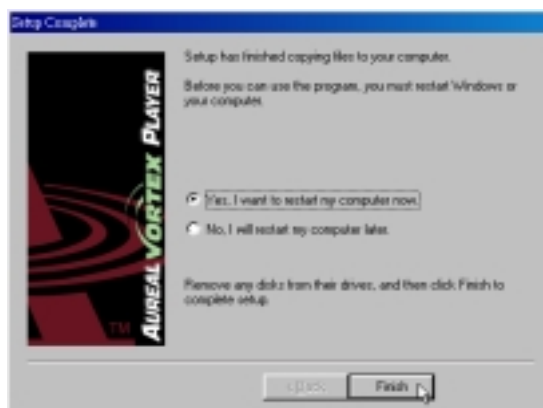 Setup Complete
Setup has finished copying files to your computer.
Before you can use the program, you must restart Windows or
your computer.
Yes, I want to restart my computer now.
No, I will restart my computer later.
Remove any disks from their drives, and then click Finish to
complete setup.
AUREAL VORTEX PLAYER
TM
< Back
Finish